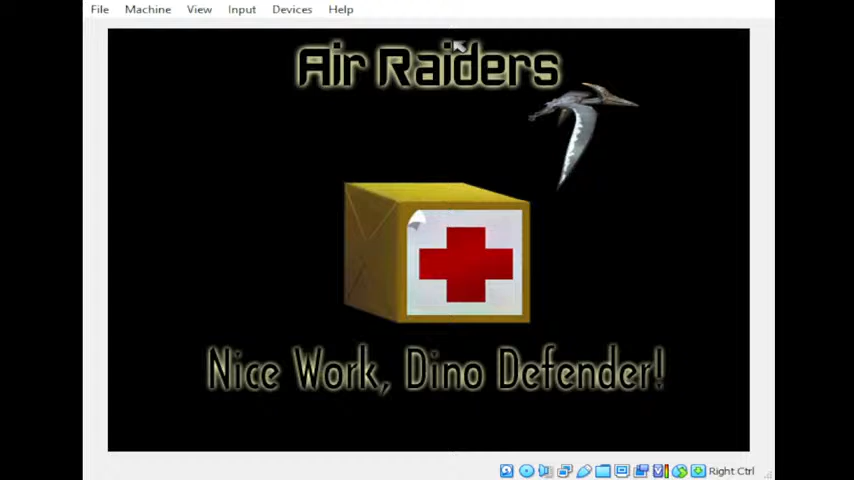 File Machine View Input Devices Help
Air Raiders
Nice Work, Dino Defender!
Right Ctrl